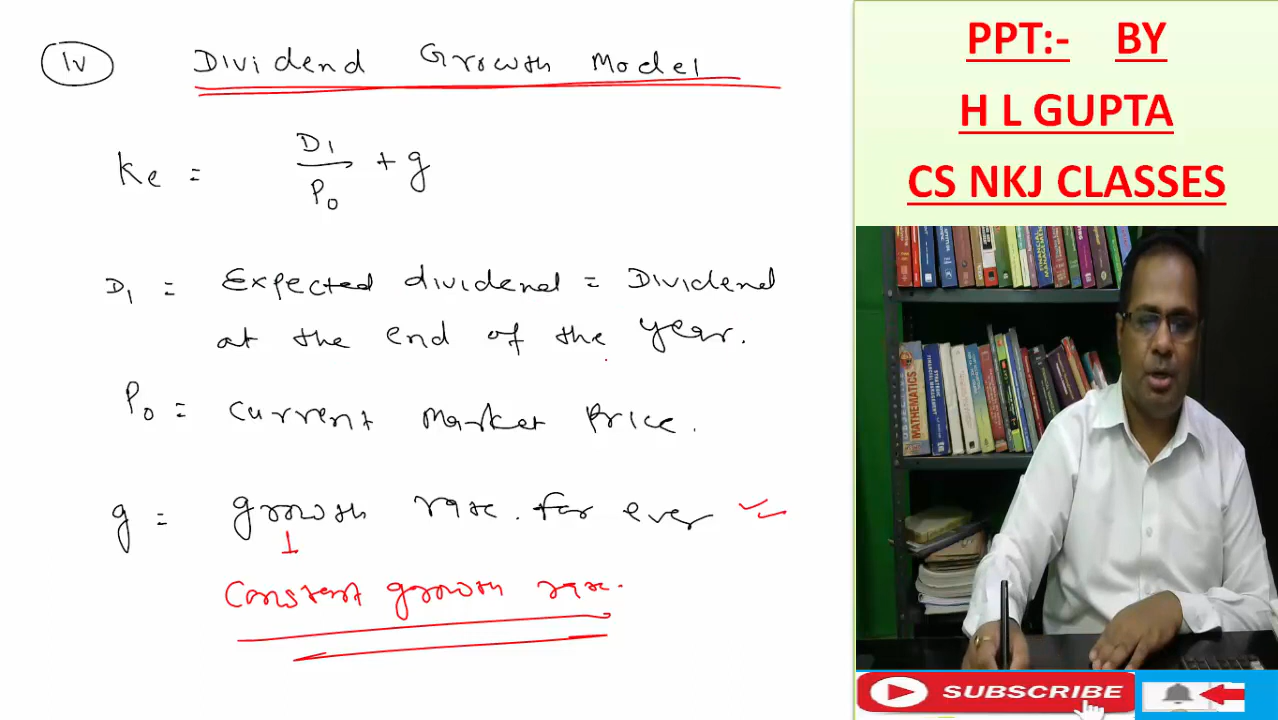 iv Dividend Growth Model
Ke = D1/P0 + g
D1 = Expected dividend = Dividend
at the end of the year.
P0 = Current Market Price.
g = growth rate. for ever
Constant growth rate.
PPT:- BY
H L GUPTA
CS NKJ CLASSES
MATHEMATICS
SUBSCRIBE